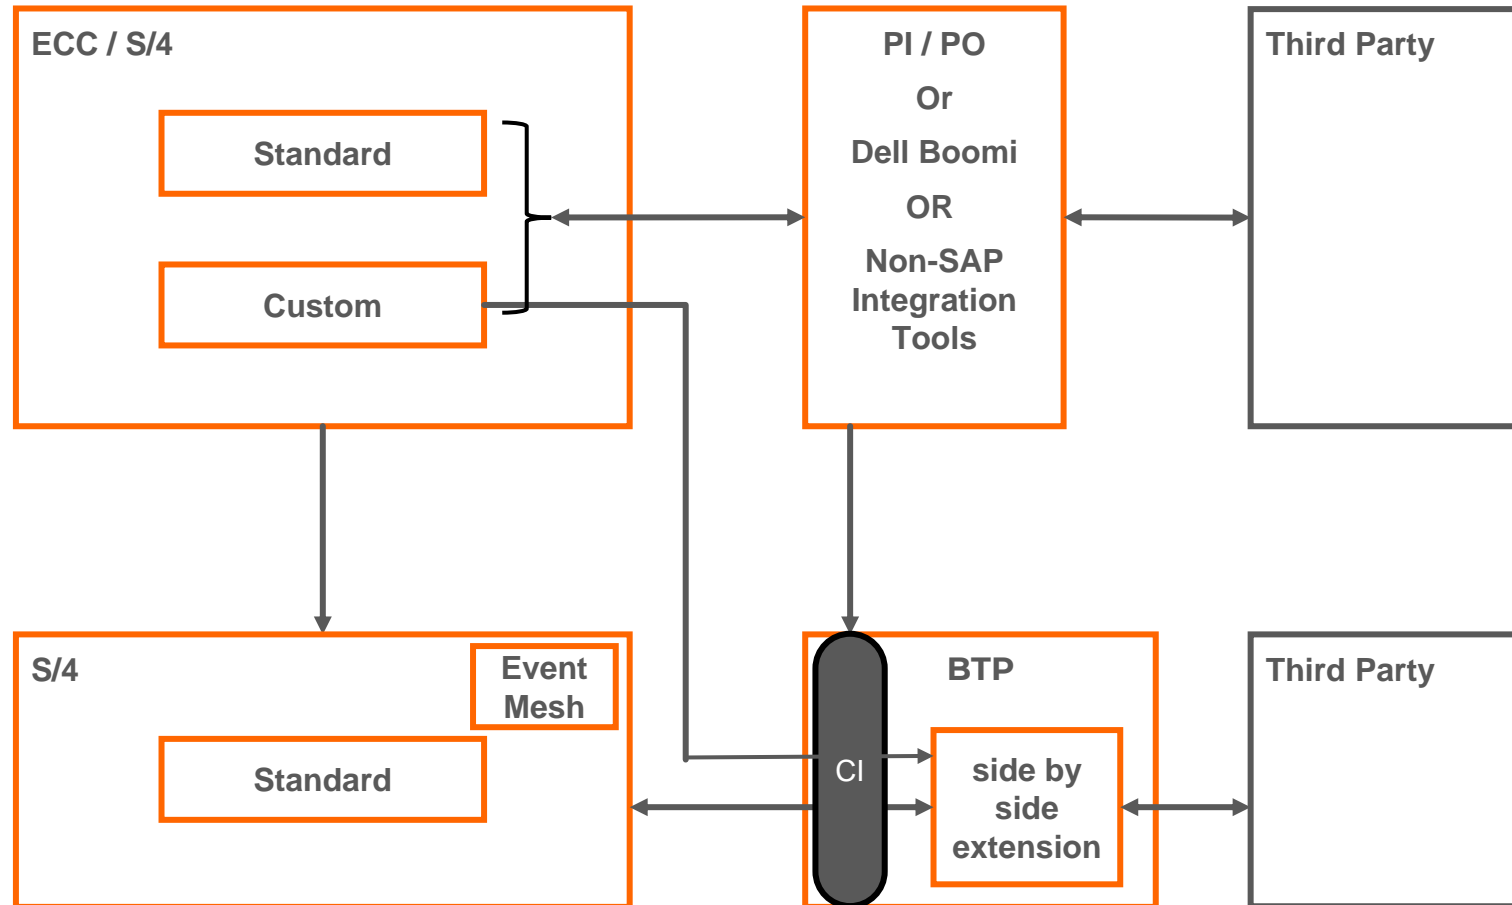 ECC / S/4
Standard
Custom
PI / PO
Or
Dell Boomi
OR
Non-SAP
Integration
Tools
Third Party
S/4
Event
Mesh
Standard
BTP
CI
side by
side
extension
Third Party